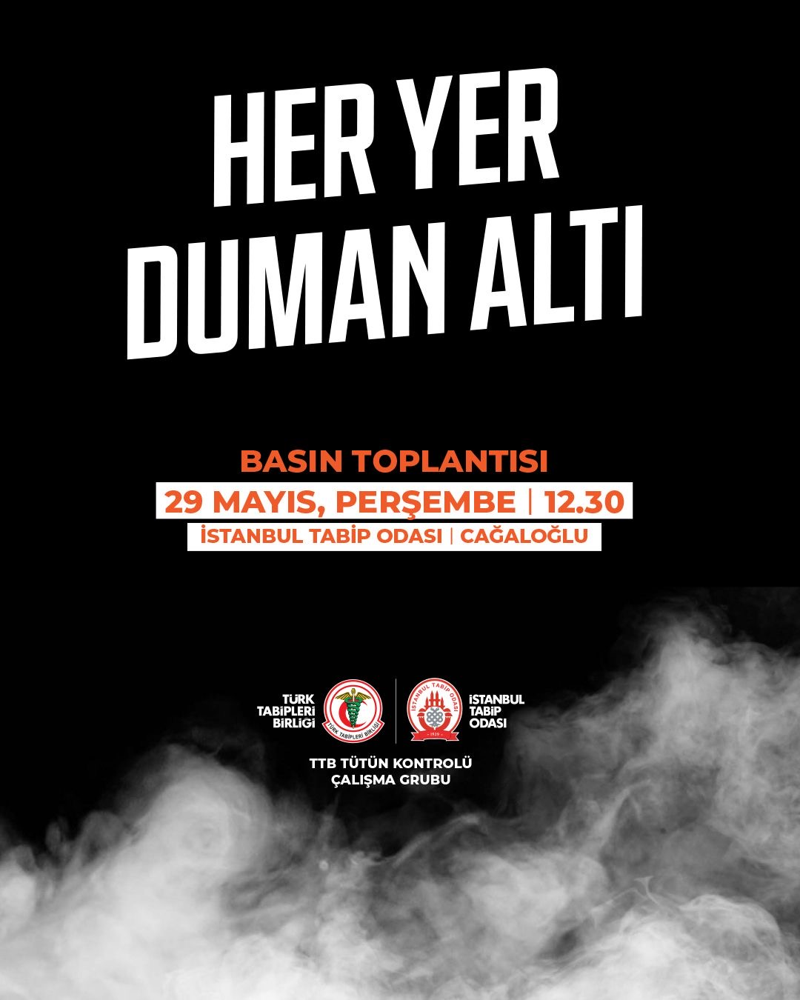 HER YER
DUMAN ALTI
BASIN TOPLANTISI
29 MAYIS, PERŞEMBE | 12.30
İSTANBUL TABİP ODASI | CAĞALOĞLU
TÜRK
TABİPLERİ
BİRLİĞİ
TÜRK TABİPLERİ BİRLİĞİ
İSTANBUL TABİP ODASI
- 1929 -
İSTANBUL
TABİP
ODASI
TTB TÜTÜN KONTROLÜ
ÇALIŞMA GRUBU